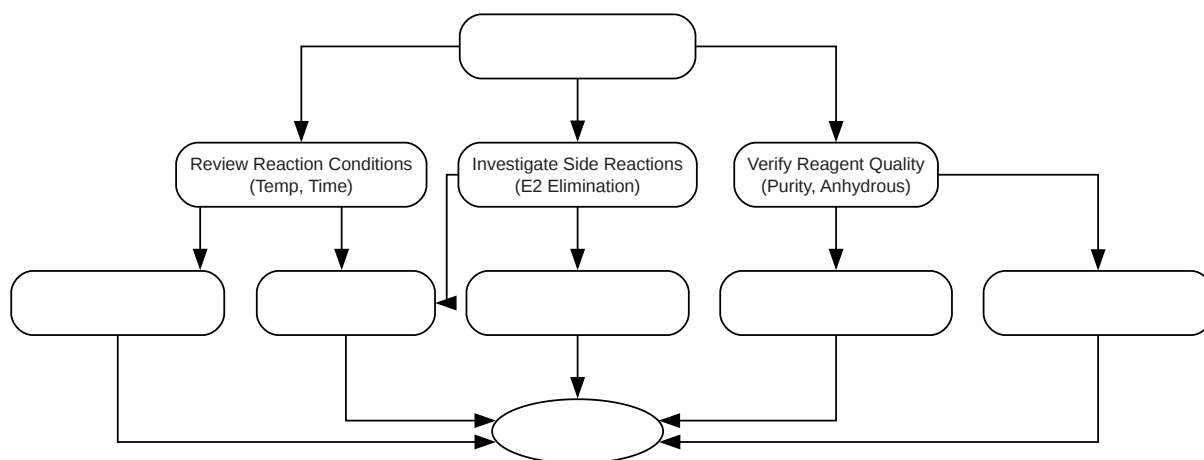 Review Reaction Conditions
(Temp, Time)
Investigate Side Reactions
(E2 Elimination)
Verify Reagent Quality
(Purity, Anhydrous)